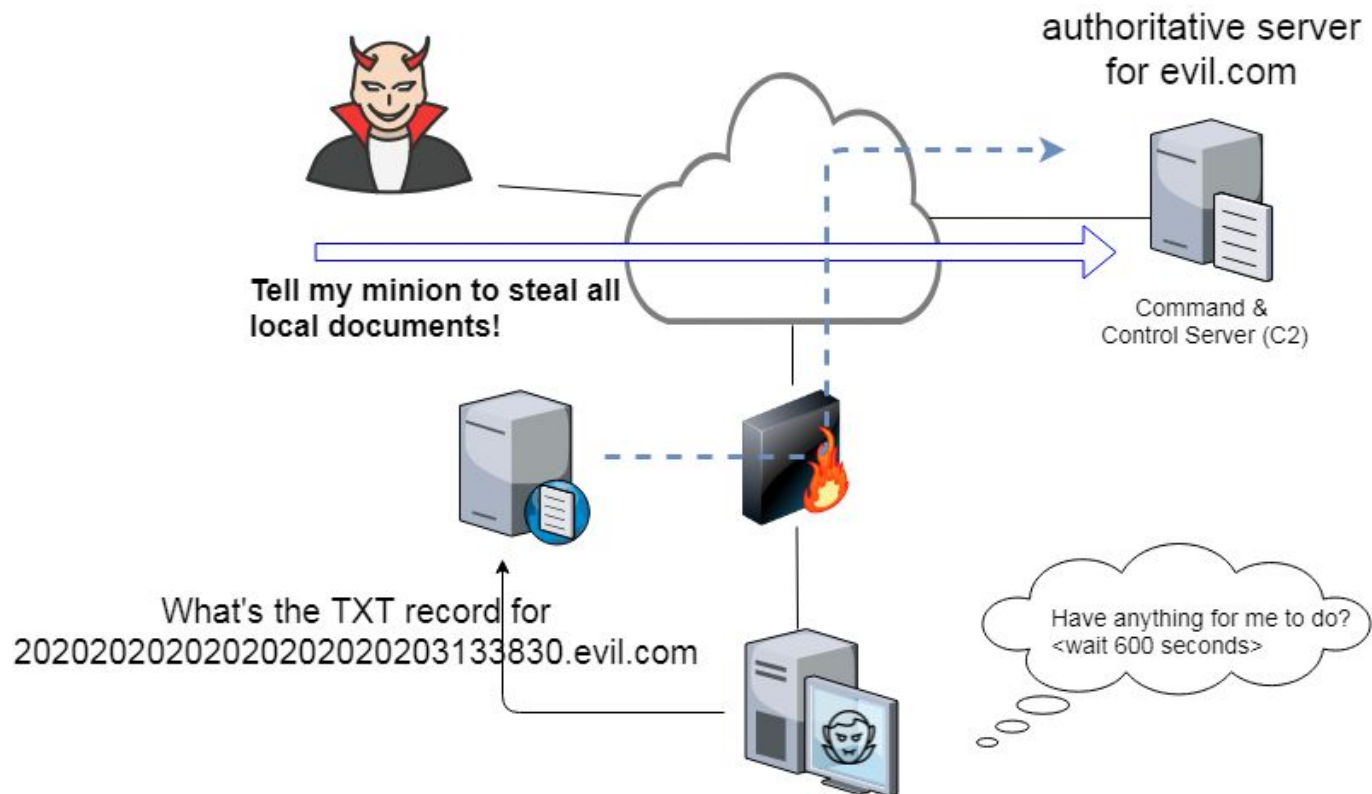 authoritative server
for evil.com
Tell my minion to steal all
local documents!
Command &
Control Server (C2)
What's the TXT record for
2020202020202020202020203133830.evil.com
Have anything for me to do?
<wait 600 seconds>